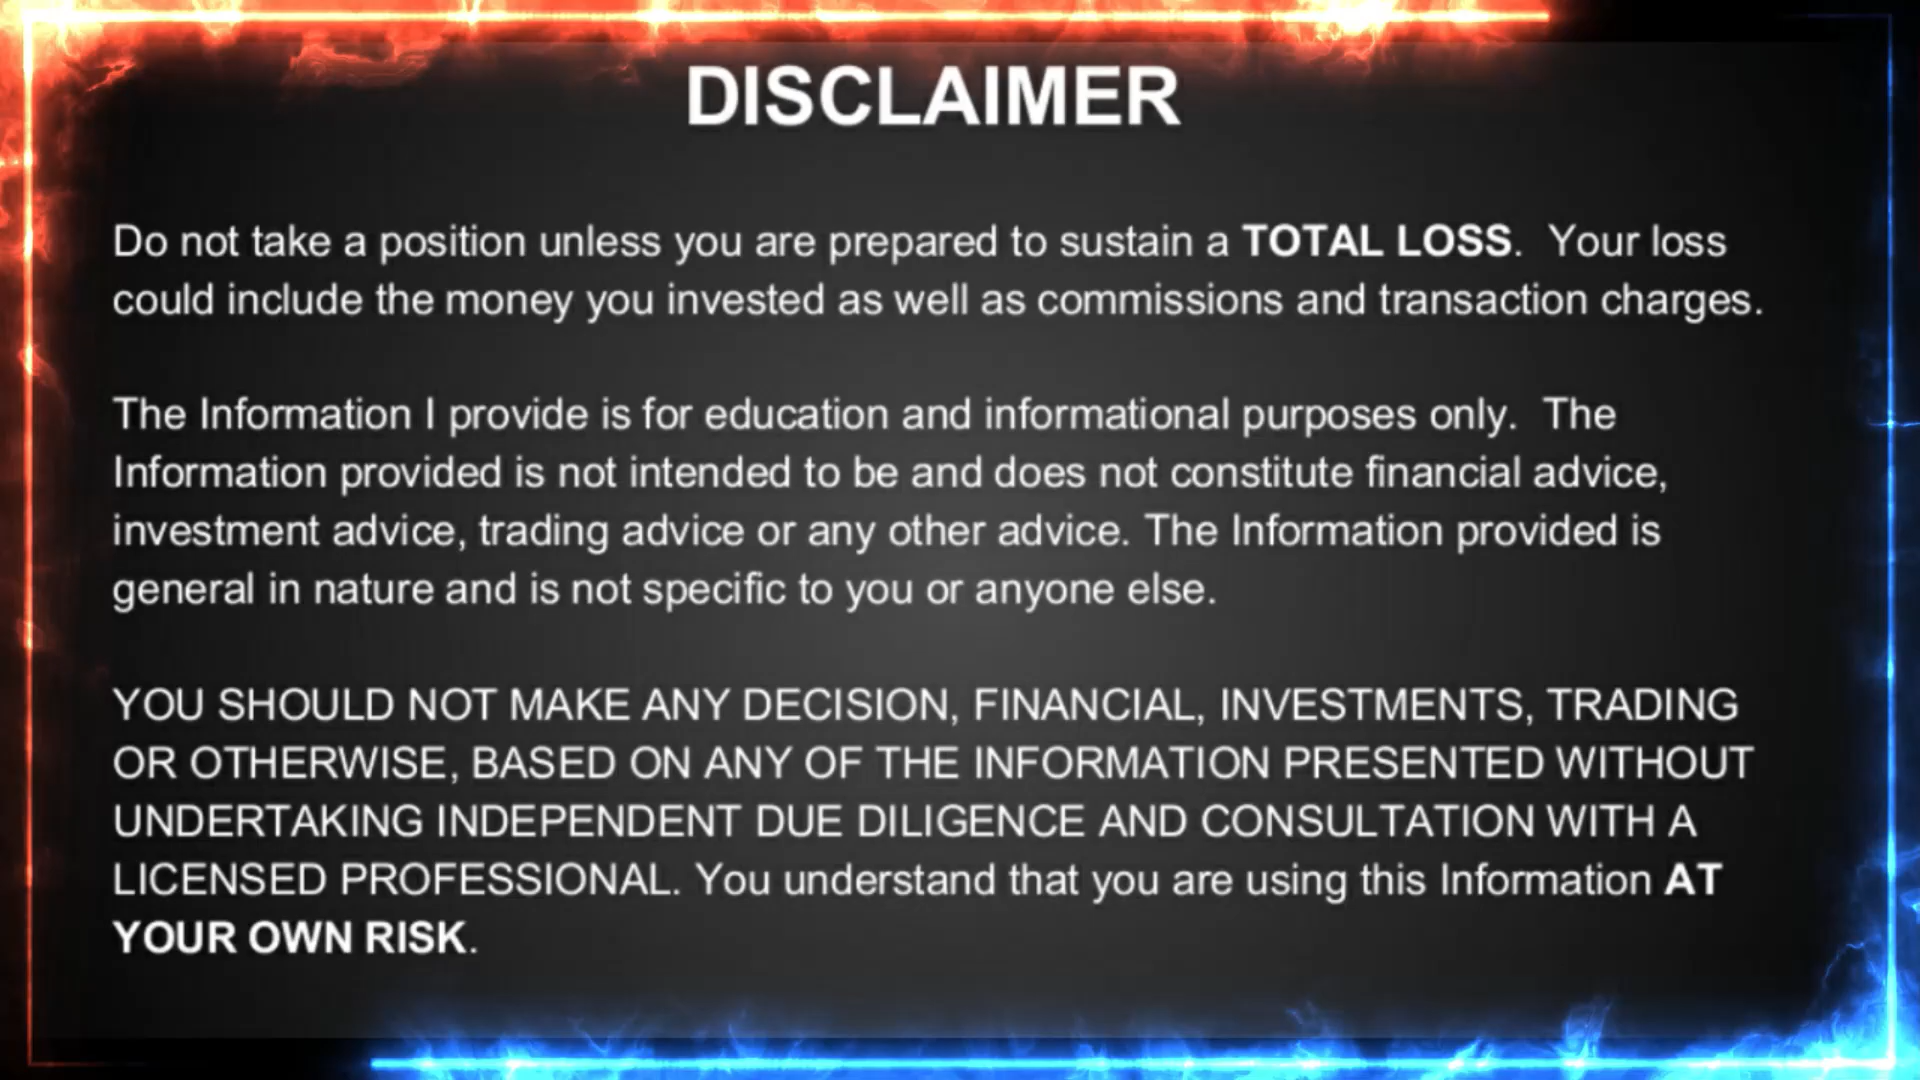 DISCLAIMER
Do not take a position unless you are prepared to sustain a TOTAL LOSS.  Your loss
could include the money you invested as well as commissions and transaction charges.
The Information I provide is for education and informational purposes only.  The
Information provided is not intended to be and does not constitute financial advice,
investment advice, trading advice or any other advice. The Information provided is
general in nature and is not specific to you or anyone else.
YOU SHOULD NOT MAKE ANY DECISION, FINANCIAL, INVESTMENTS, TRADING
OR OTHERWISE, BASED ON ANY OF THE INFORMATION PRESENTED WITHOUT
UNDERTAKING INDEPENDENT DUE DILIGENCE AND CONSULTATION WITH A
LICENSED PROFESSIONAL. You understand that you are using this Information AT
YOUR OWN RISK.